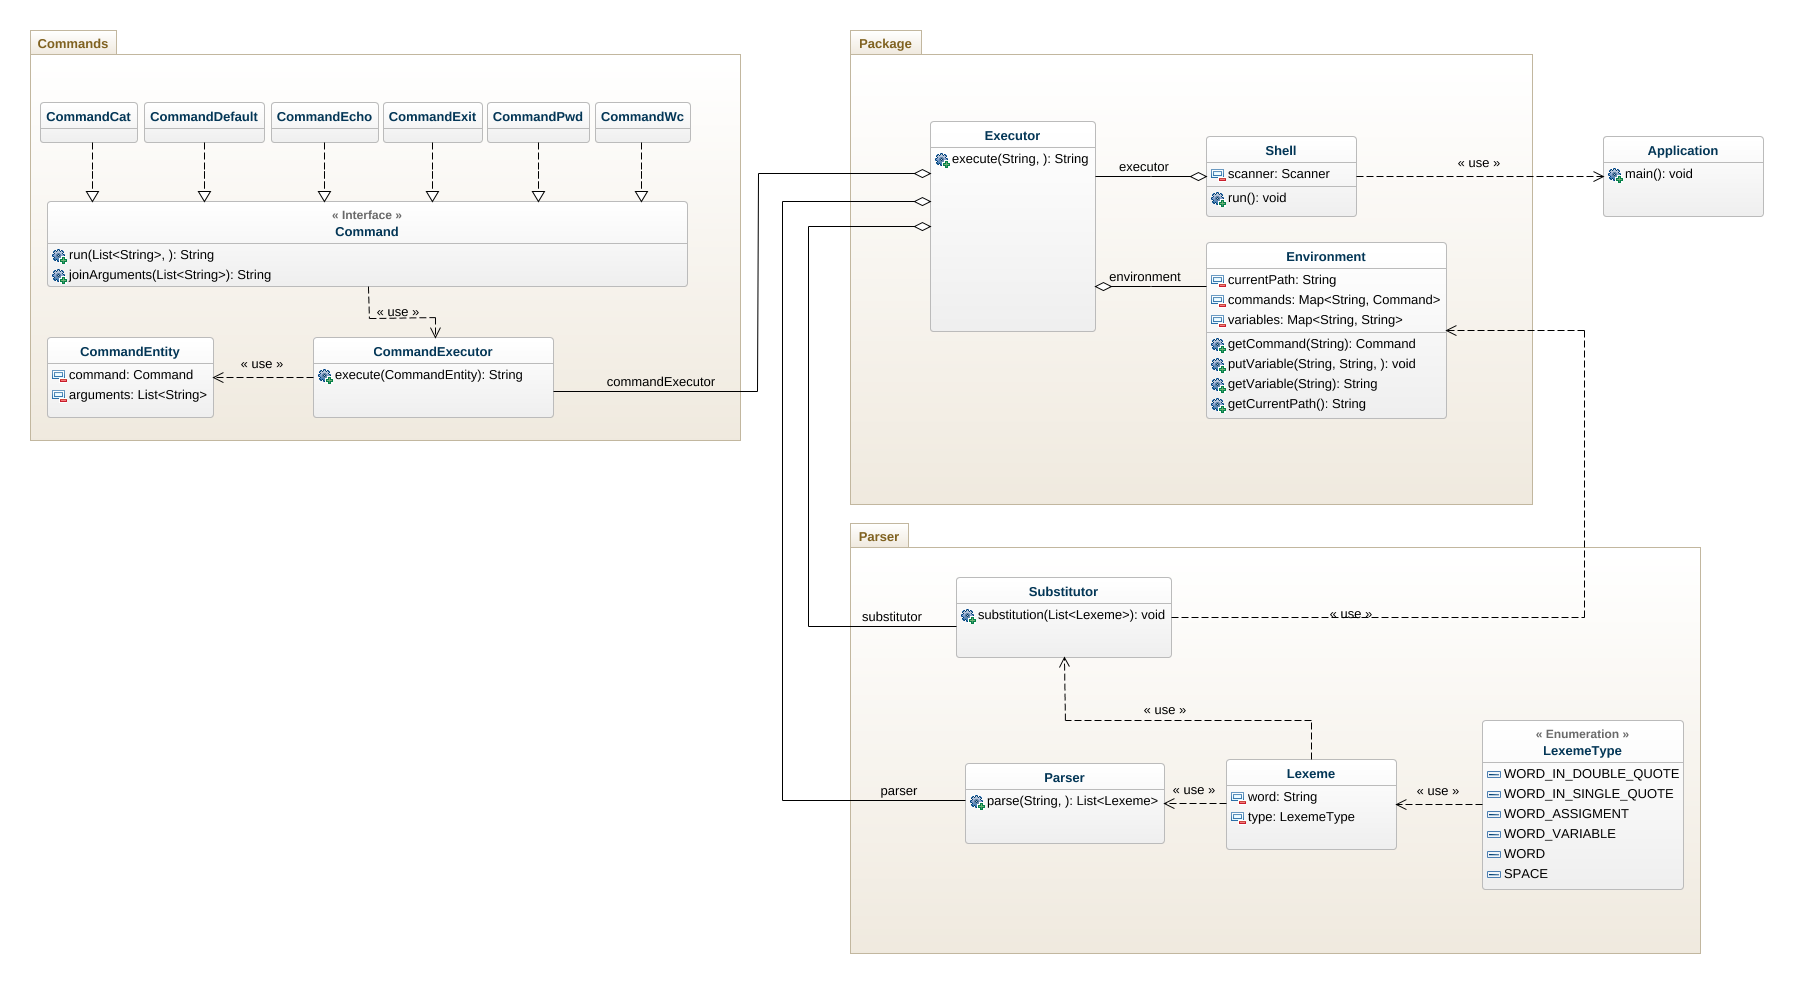 Commands
CommandCat
CommandDefault
CommandEcho
CommandExit
CommandPwd
CommandWc
« Interface »
Command
run(List<String>, ): String
joinArguments(List<String>): String
« use »
CommandEntity
command: Command
arguments: List<String>
« use »
CommandExecutor
execute(CommandEntity): String
commandExecutor
Package
Executor
execute(String, ): String
executor
Shell
scanner: Scanner
run(): void
« use »
Application
main(): void
environment
Environment
currentPath: String
commands: Map<String, Command>
variables: Map<String, String>
getCommand(String): Command
putVariable(String, String, ): void
getVariable(String): String
getCurrentPath(): String
Parser
substitutor
Substitutor
substitution(List<Lexeme>): void
« use »
« use »
parser
Parser
parse(String, ): List<Lexeme>
« use »
Lexeme
word: String
type: LexemeType
« use »
« Enumeration »
LexemeType
WORD_IN_DOUBLE_QUOTE
WORD_IN_SINGLE_QUOTE
WORD_ASSIGMENT
WORD_VARIABLE
WORD
SPACE